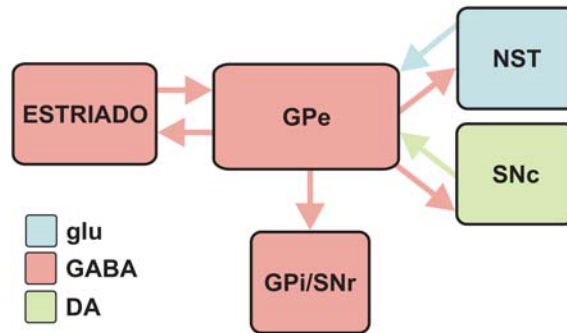 NST
ESTRIADO
GPe
SNc
GPi/SNr
glu
GABA
DA